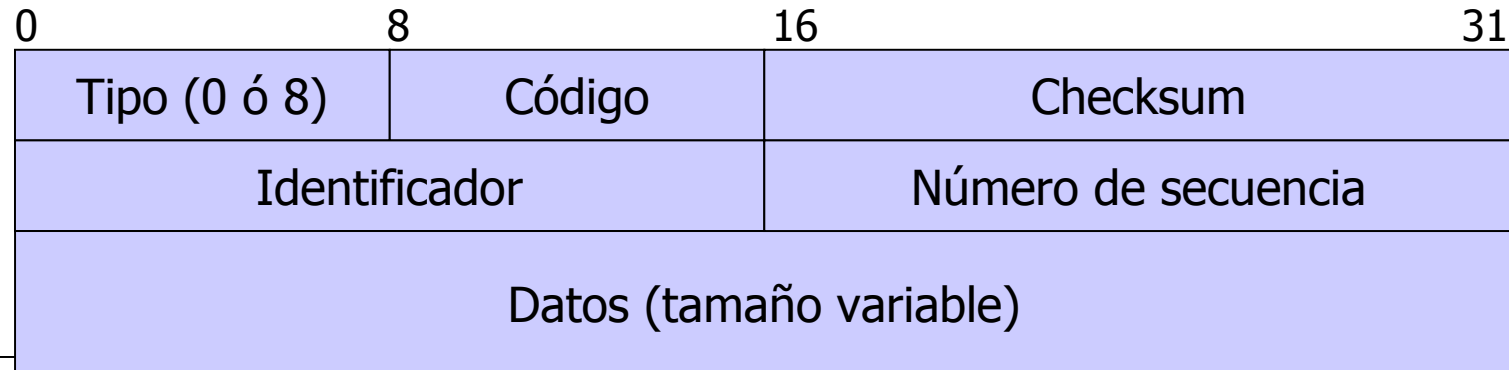 0 8 16 31
Tipo (0 ó 8) Código Checksum
Identificador Número de secuencia
Datos (tamaño variable)